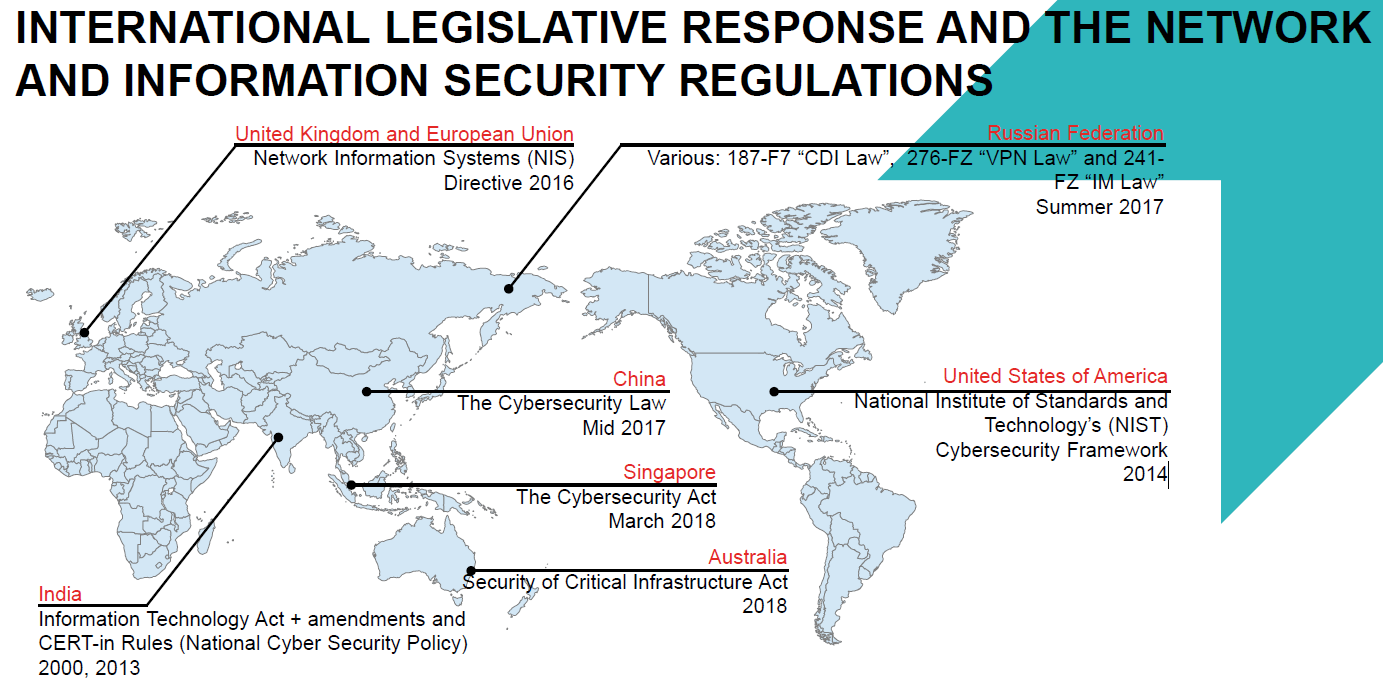 INTERNATIONAL LEGISLATIVE RESPONSE AND THE NETWORK
AND INFORMATION SECURITY REGULATIONS
United Kingdom and European Union
Network Information Systems (NIS)
Directive 2016
Russian Federation
Various: 187-F7 “CDI Law”, 276-FZ “VPN Law” and 241-
FZ “IM Law”
Summer 2017
China
The Cybersecurity Law
Mid 2017
United States of America
National Institute of Standards and
Technology’s (NIST)
Cybersecurity Framework
2014
Singapore
The Cybersecurity Act
March 2018
Australia
Security of Critical Infrastructure Act
2018
India
Information Technology Act + amendments and
CERT-in Rules (National Cyber Security Policy)
2000, 2013